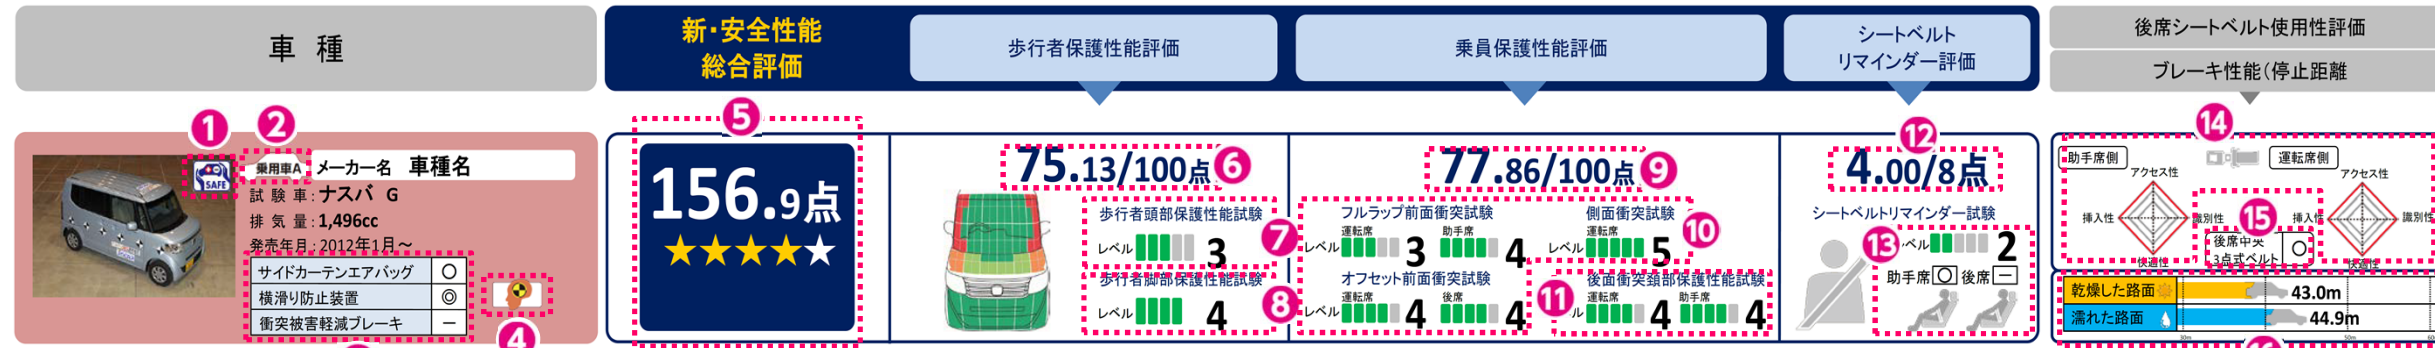 車 種
新・安全性能
総合評価
歩行者保護性能評価
乗員保護性能評価
シートベルト
リマインダー評価
後席シートベルト使用性評価
ブレーキ性能(停止距離
1
2
SAFE
乗用車A
メーカー名 車種名
試 験 車:ナスバ G
排 気 量:1,496cc
発売年月:2012年1月～
サイドカーテンエアバッグ ○
横滑り防止装置 ◎
衝突被害軽減ブレーキ －
4
5
156.9点
★★★★★
75.13/100点
6
歩行者頭部保護性能試験
レベル 3
7
歩行者脚部保護性能試験
レベル 4
8
77.86/100点
9
フルラップ前面衝突試験
運転席 助手席
レベル 3 4
側面衝突試験
運転席
レベル 5
10
オフセット前面衝突試験
運転席 後席
レベル 4 4
11
後面衝突頚部保護性能試験
運転席 助手席
ル 4 4
12
4.00/8点
シートベルトリマインダー試験
13
ベル 2
助手席○ 後席－
14
助手席側
運転席側
アクセス性
アクセス性
挿入性
識別性
挿入
識別性
快適性
快適性
15
後席中央
3点式ベルト ○
乾燥した路面 43.0m
濡れた路面 44.9m
30m
50m